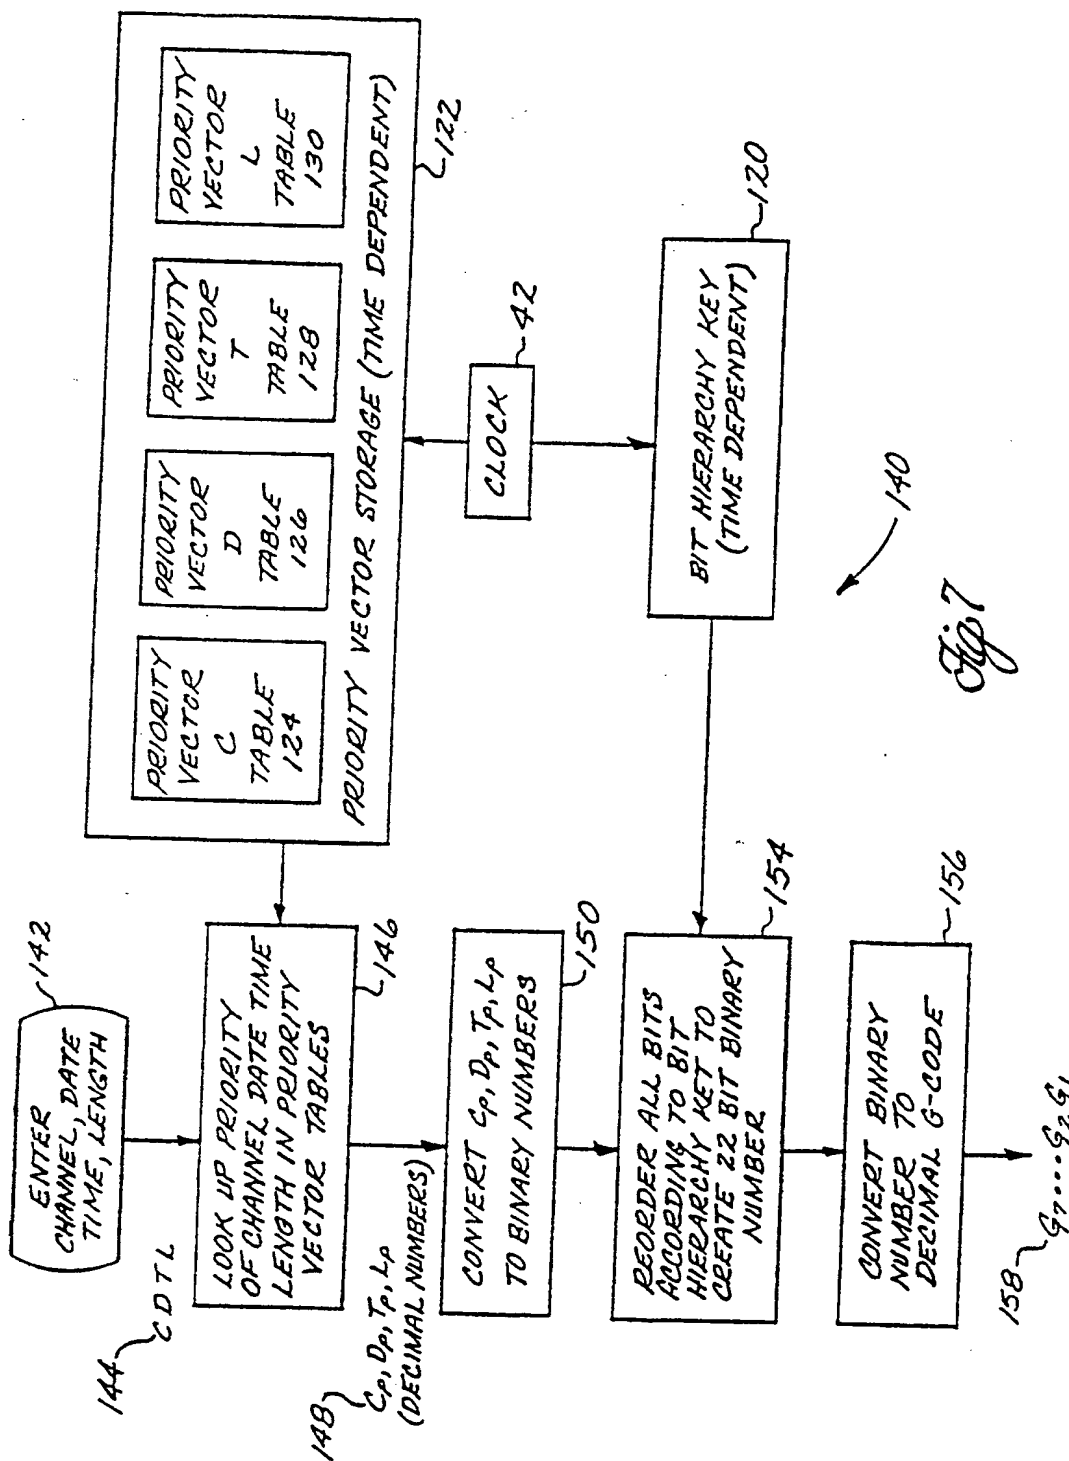 ENTER
CHANNEL, DATE
TIME, LENGTH
142
144
C D T L
LOOK UP PRIORITY
OF CHANNEL DATE TIME
LENGTH IN PRIORITY
VECTOR TABLES
146
148
CP, DP, TP, LP
(DECIMAL NUMBERS)
CONVERT CP, DP, TP, LP
TO BINARY NUMBERS
150
REORDER ALL BITS
ACCORDING TO BIT
HIERARCHY KET TO
CREATE 22 BIT BINARY
NUMBER
154
CONVERT BINARY
NUMBER TO
DECIMAL G-CODE
156
158
G7....G2G1
PRIORITY
VECTOR
C
TABLE
124
PRIORITY
VECTOR
D
TABLE
126
PRIORITY
VECTOR
T
TABLE
128
PRIORITY
VECTOR
L
TABLE
130
PRIORITY VECTOR STORAGE (TIME DEPENDENT)
122
CLOCK
42
BIT HIERARCHY KEY
(TIME DEPENDENT)
120
140
Fig. 7